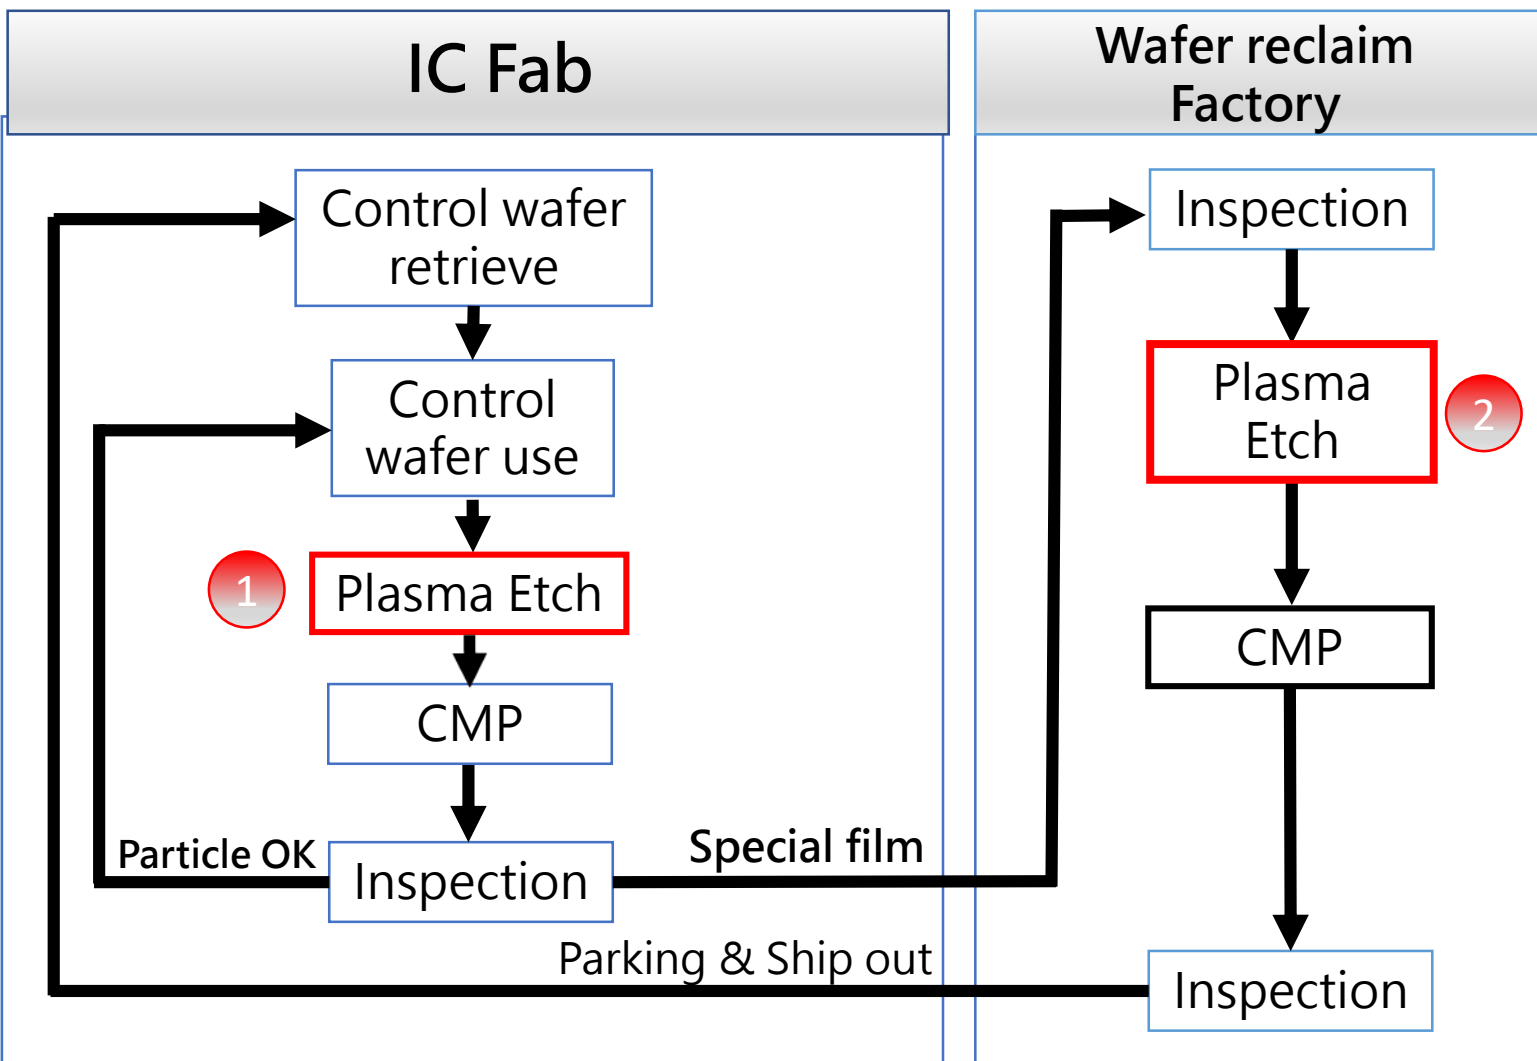 IC Fab
Control wafer
retrieve
Control
wafer use
1
Plasma Etch
CMP
Particle OK
Inspection
Special film
Parking & Ship out
Wafer reclaim
Factory
Inspection
Plasma
Etch
2
CMP
Inspection